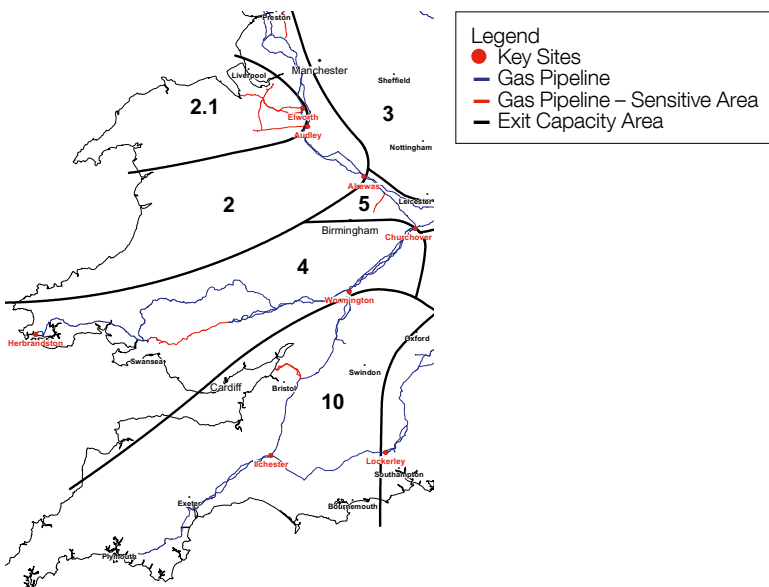 Preston
Manchester
Liverpool
Sheffield
2.1
Elworth
3
Audley
Nottingham
Alrewas
Leicester
2
5
Birmingham
Churchover
4
Wormington
Herbrandston
Oxford
Swansea
Swindon
Cardiff
Bristol
10
Ilchester
Lockerley
Southampton
Exeter
Bournemouth
Plymouth
Legend
Key Sites
Gas Pipeline
Gas Pipeline – Sensitive Area
Exit Capacity Area